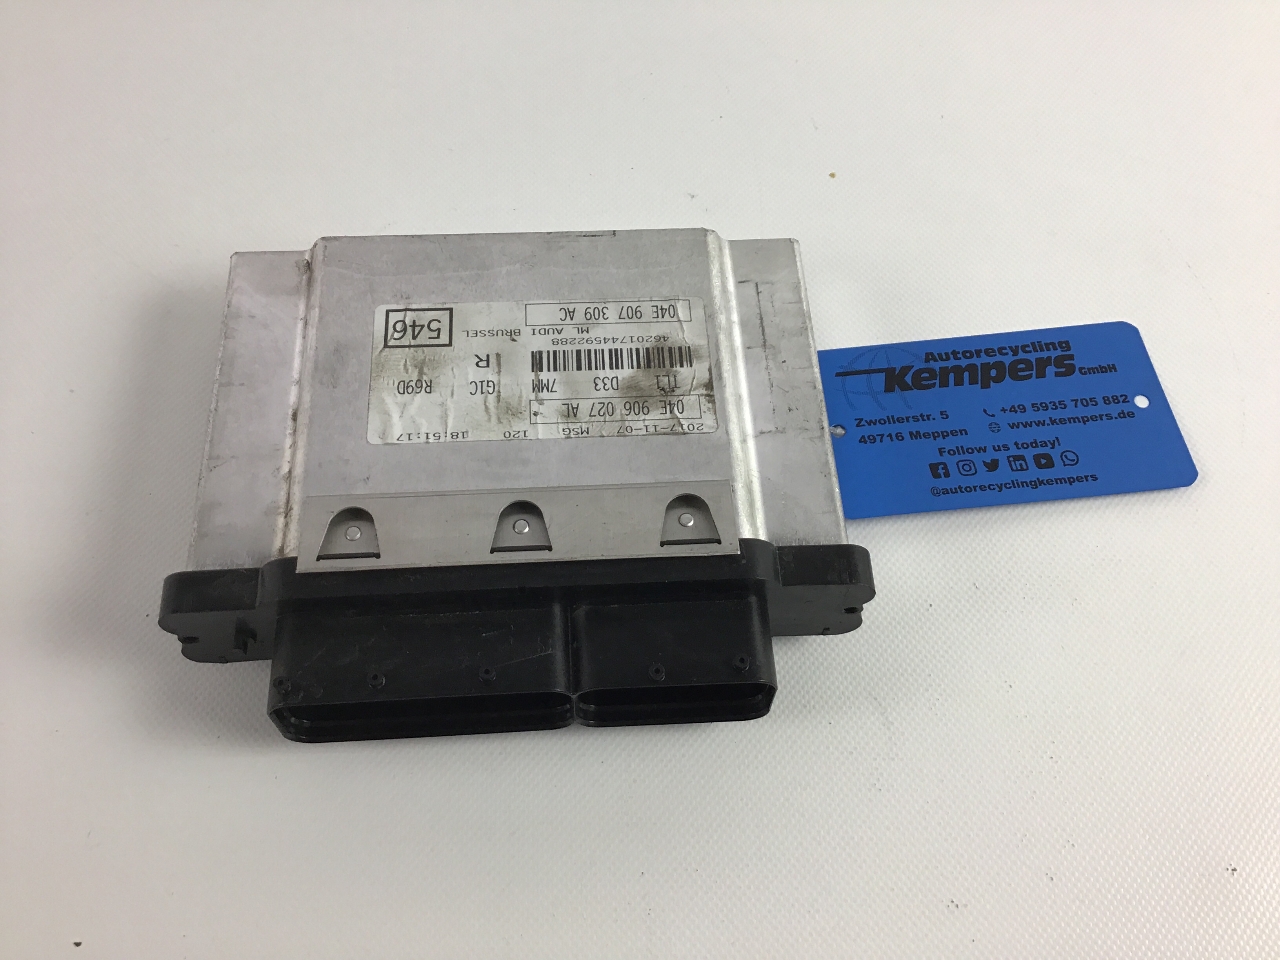 2017-11-07 MSG 120 18:51:17
04E 906 027 AL
TL1 D33 7MM G1C R69D
R
46201744592288
ML AUDI BRUSSEL
04E 907 309 AC
546
Autorecycling
Kempers GmbH
Zwollerstr. 5
49716 Meppen
+49 5935 705 882
www.kempers.de
Follow us today!
@autorecyclingkempers